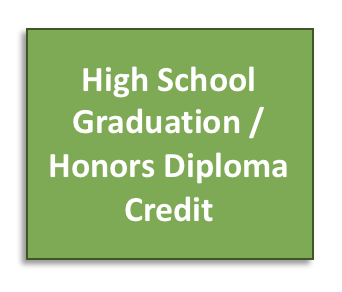 High School
Graduation /
Honors Diploma
Credit